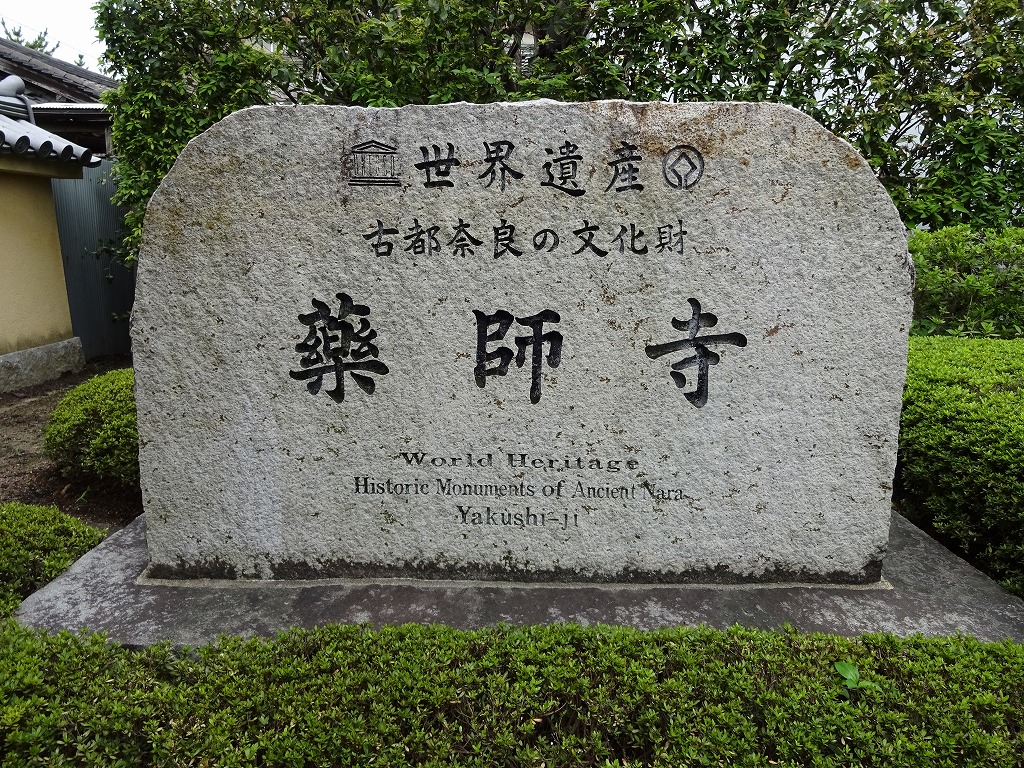 世界遺産
古都奈良の文化財
藥師寺
World Heritage
Historic Monuments of Ancient Nara
Yakushi-ji